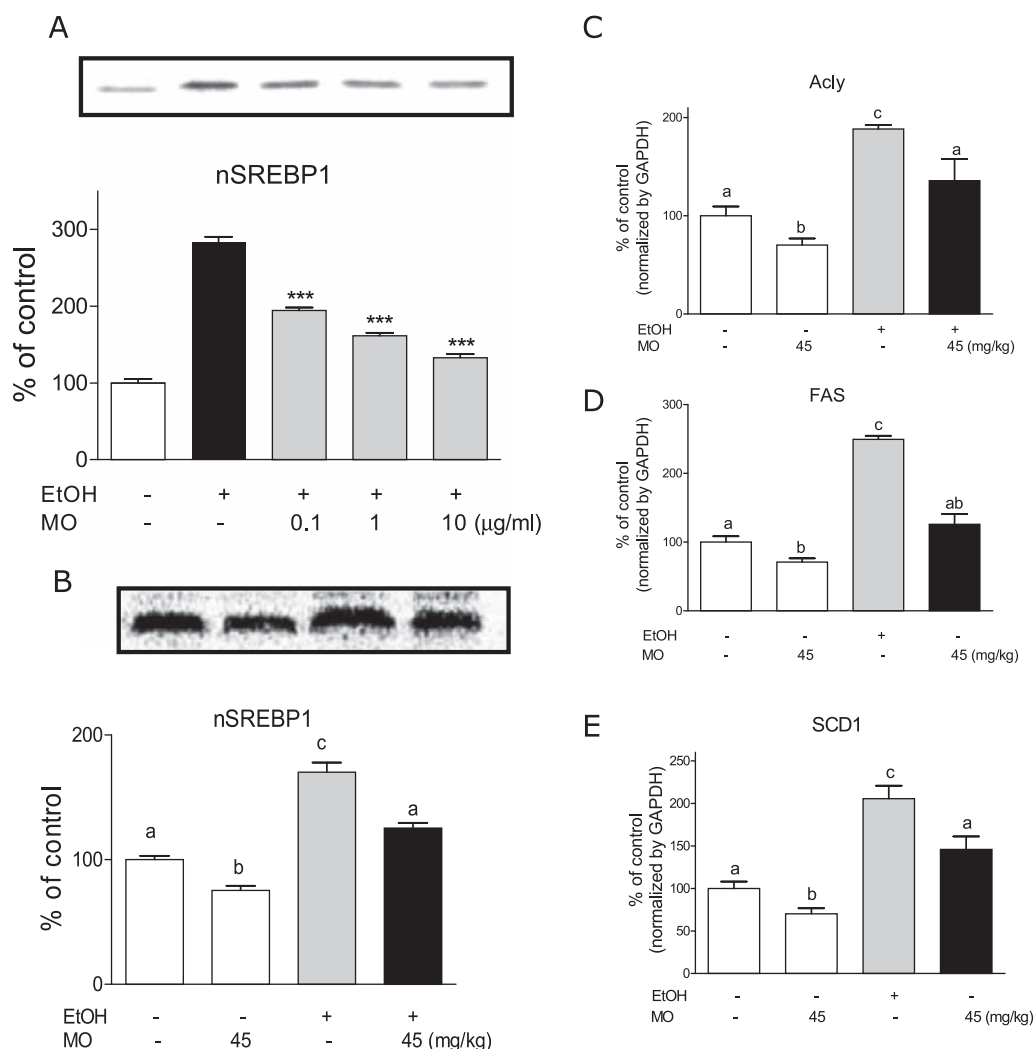 A
nSREBP1
% of control
300
200
100
0
***
***
***
EtOH - + + + +
MO - - 0.1 1 10 (μg/ml)
B
nSREBP1
% of control
200
100
0
a
b
c
a
EtOH - - + +
MO - 45 - 45 (mg/kg)
C
Acly
% of control
(normalized by GAPDH)
200
100
0
a
b
c
a
EtOH - - + +
MO - 45 - 45 (mg/kg)
D
FAS
% of control
(normalized by GAPDH)
300
200
100
0
a
b
c
ab
EtOH - - + -
MO - 45 - 45 (mg/kg)
E
SCD1
% of control
(normalized by GAPDH)
250
200
150
100
50
0
a
b
c
a
EtOH - - + -
MO - 45 - 45 (mg/kg)